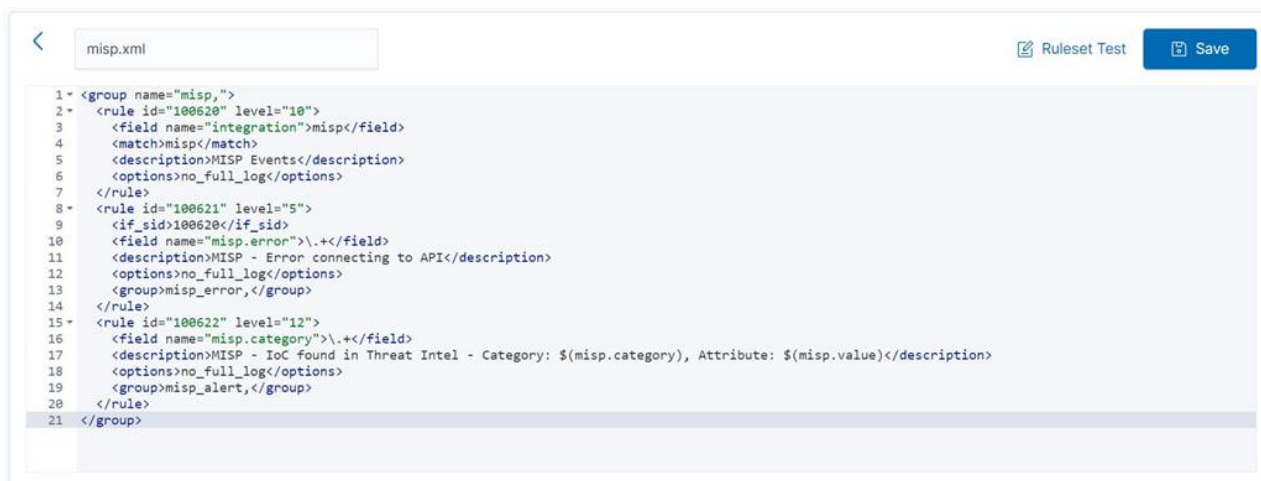 misp.xml
Ruleset Test
Save
1 <group name="misp,">
2 <rule id="100620" level="10">
3 <field name="integration">misp</field>
4 <match>misp</match>
5 <description>MISP Events</description>
6 <options>no_full_log</options>
7 </rule>
8 <rule id="100621" level="5">
9 <if_sid>100620</if_sid>
10 <field name="misp.error">\.+</field>
11 <description>MISP - Error connecting to API</description>
12 <options>no_full_log</options>
13 <group>misp_error,</group>
14 </rule>
15 <rule id="100622" level="12">
16 <field name="misp.category">\.+</field>
17 <description>MISP - IoC found in Threat Intel - Category: $(misp.category), Attribute: $(misp.value)</description>
18 <options>no_full_log</options>
19 <group>misp_alert,</group>
20 </rule>
21 </group>